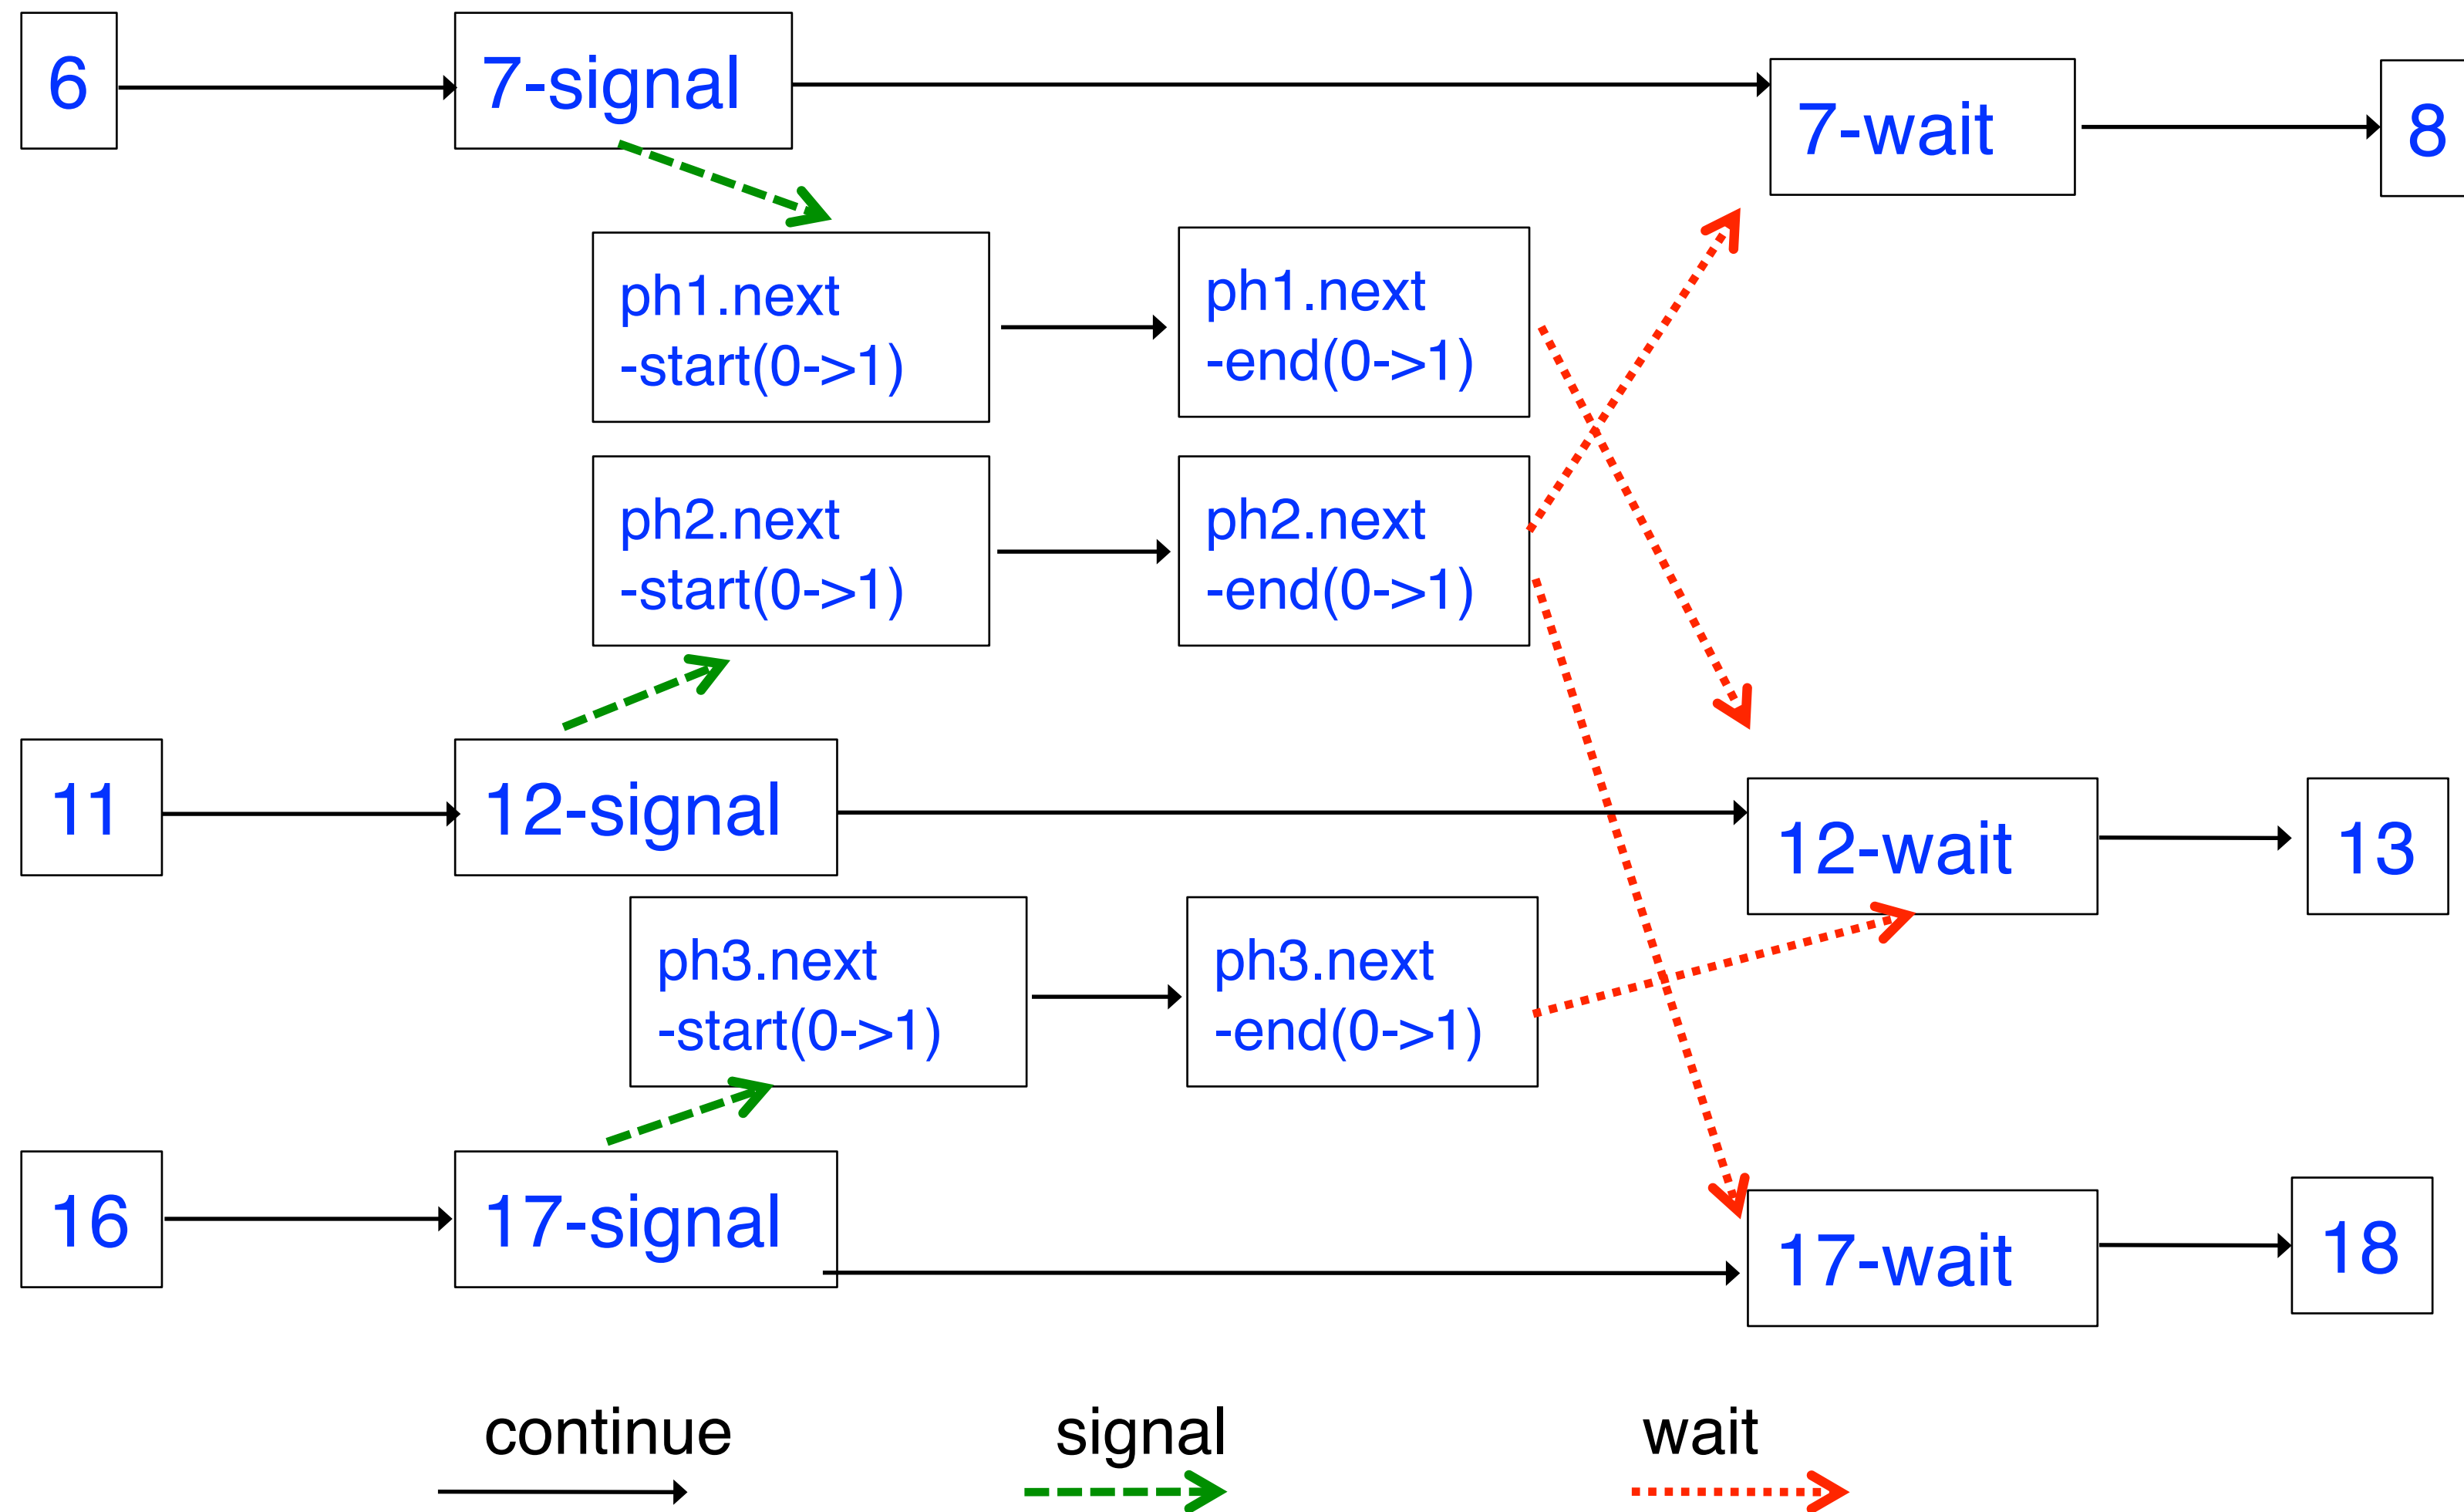 6
7-signal
7-wait
8
ph1.next
-start(0->1)
ph1.next
-end(0->1)
ph2.next
-start(0->1)
ph2.next
-end(0->1)
11
12-signal
12-wait
13
ph3.next
-start(0->1)
ph3.next
-end(0->1)
16
17-signal
17-wait
18
continue
signal
wait